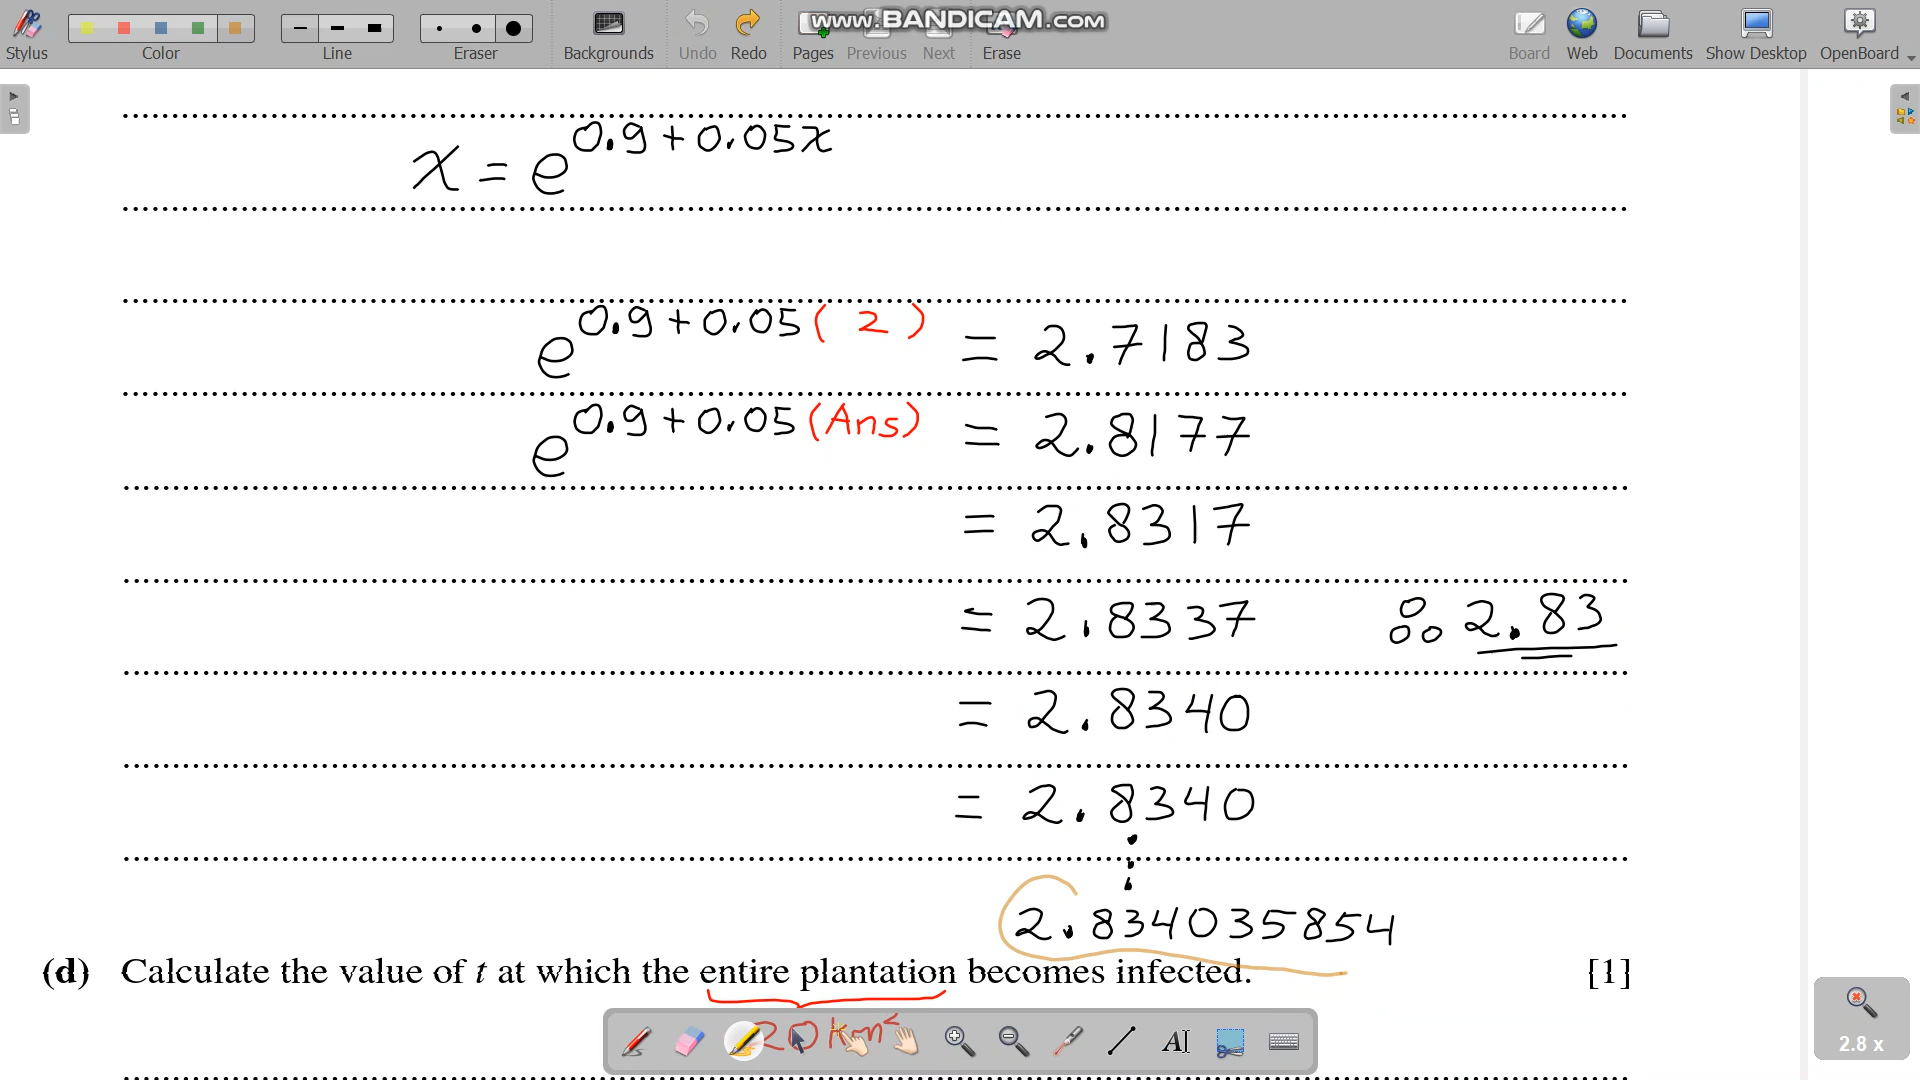 www.BANDICAM.com
Stylus Color Line Eraser Backgrounds Undo Redo Pages Previous Next Erase Board Web Documents Show Desktop OpenBoard
x = e^0.9+0.05x
e^0.9+0.05(2) = 2.7183
e^0.9+0.05(Ans) = 2.8177
= 2.8317
= 2.8337 ∴ 2.83
= 2.8340
= 2.8340
2.834035854
(d) Calculate the value of t at which the entire plantation becomes infected. [1]
20 km²
2.8 x